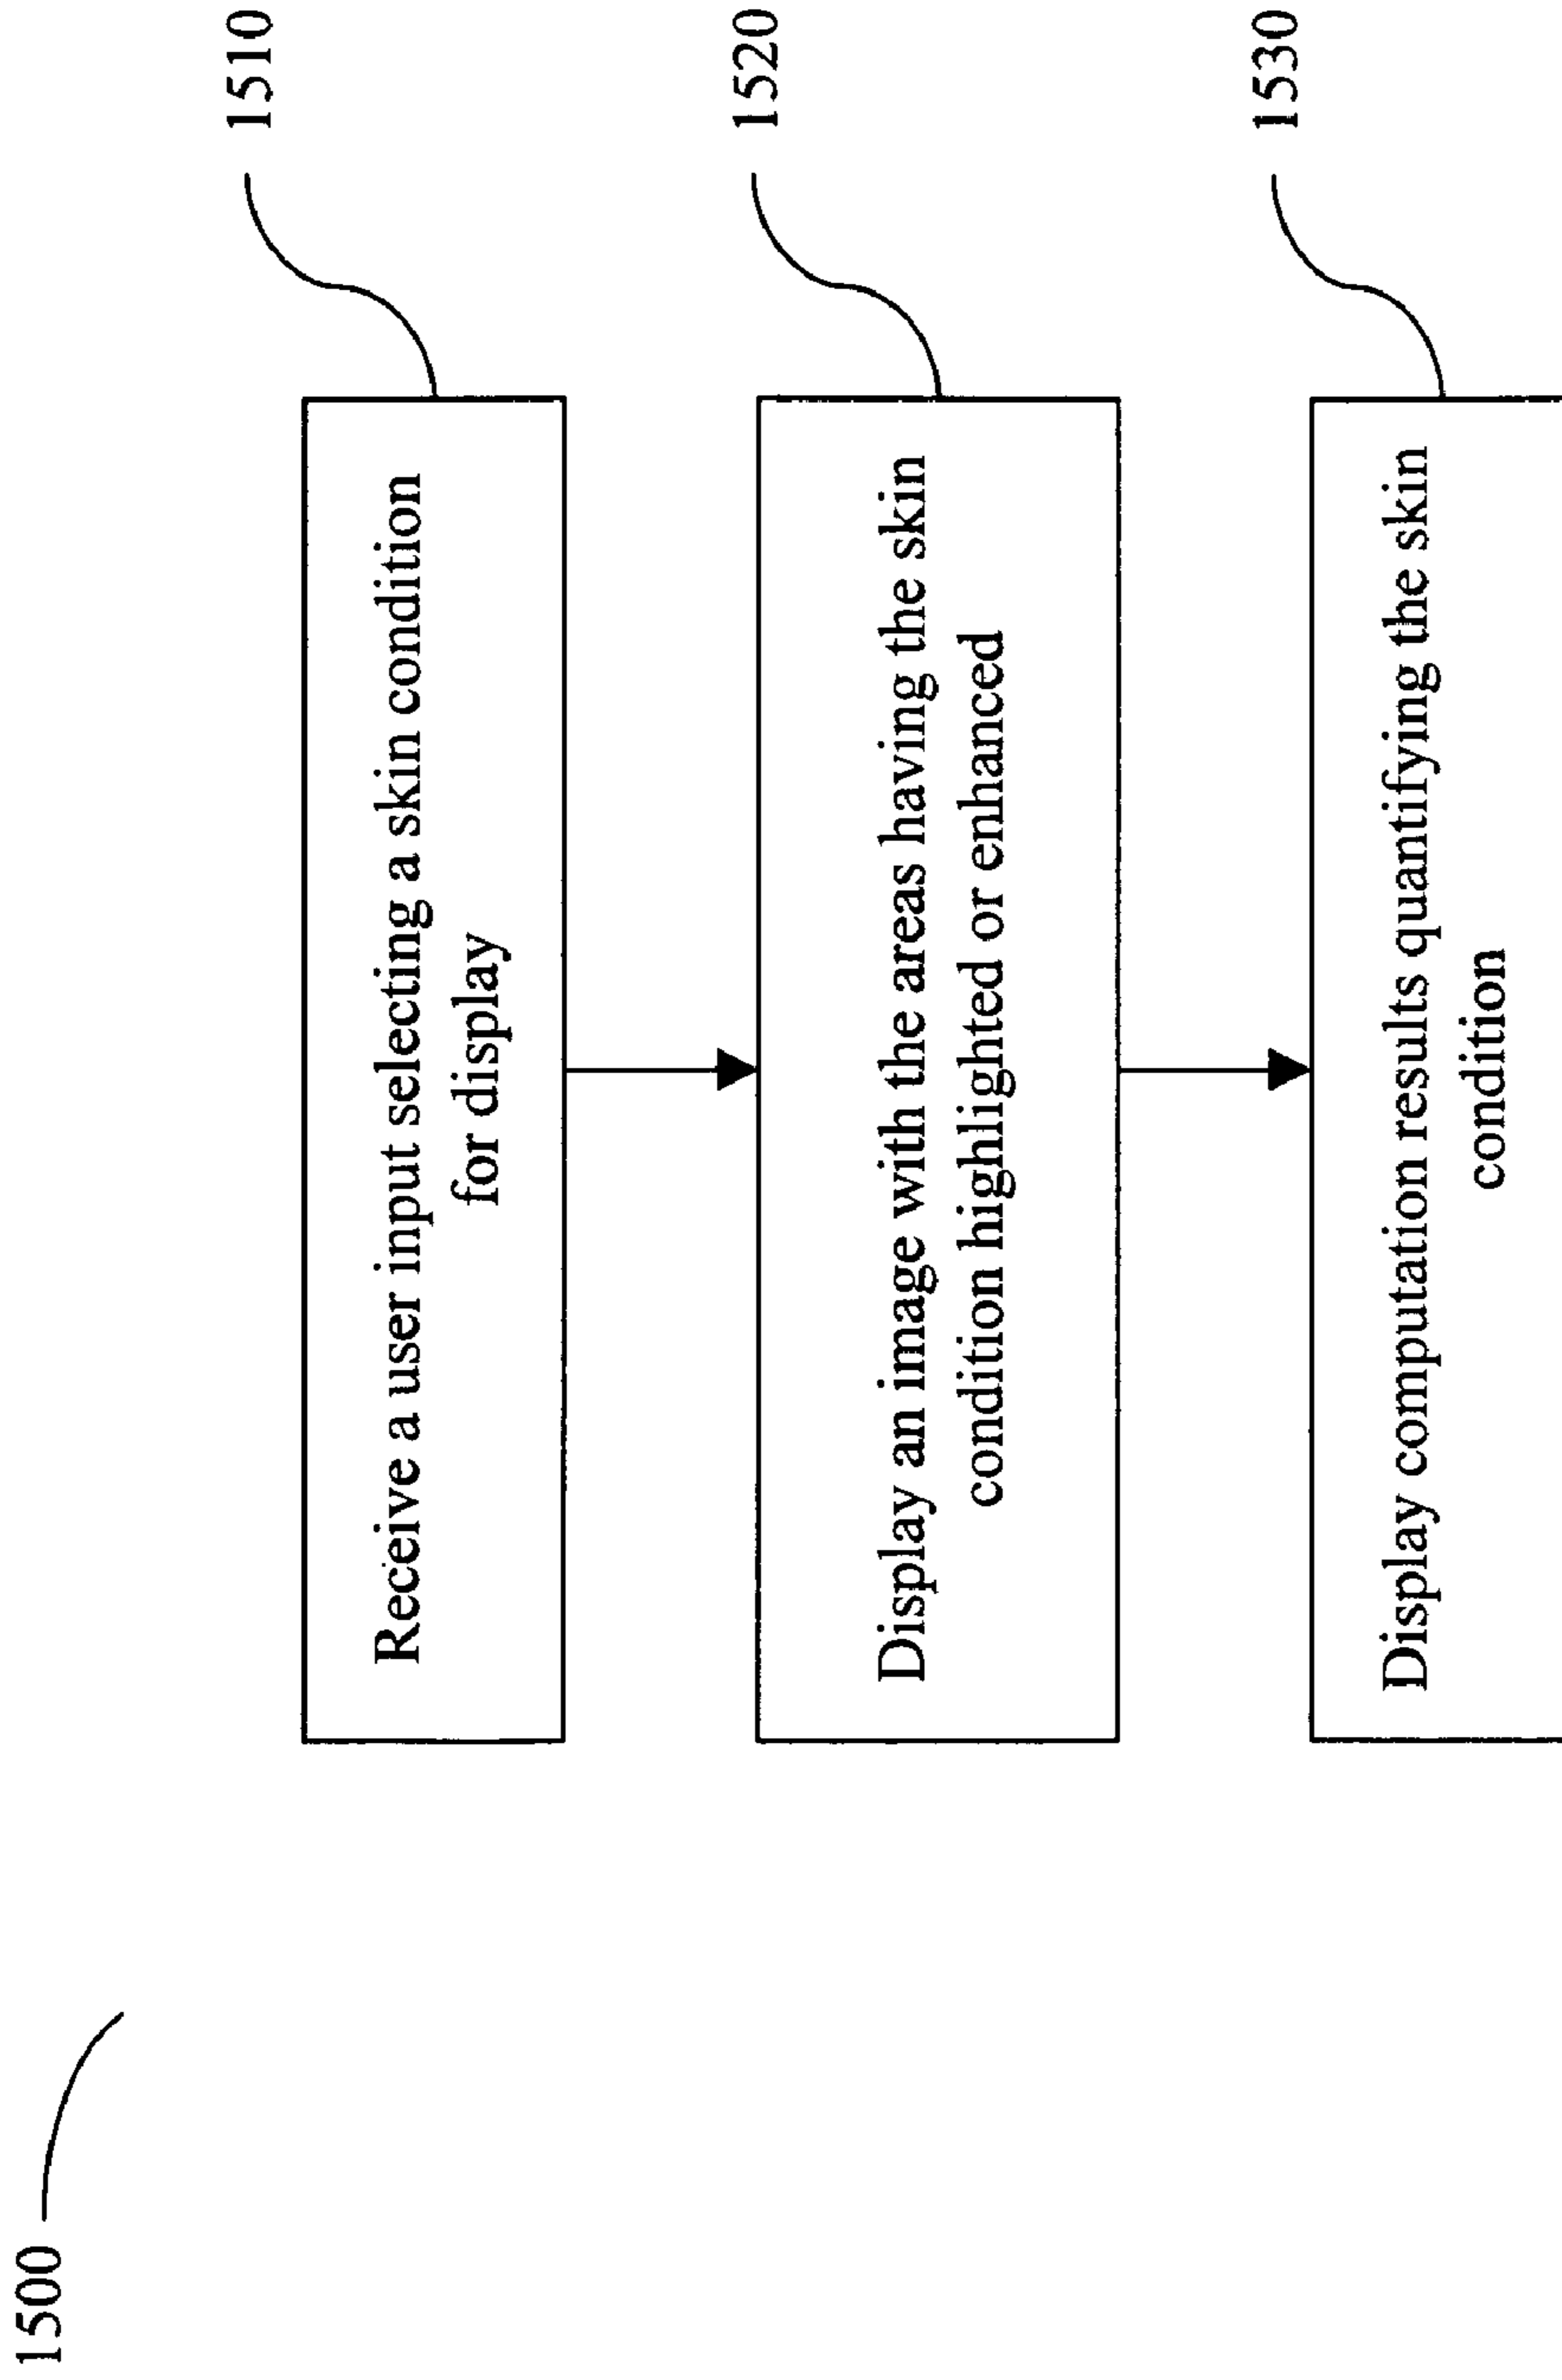 1500
1510
Receive a user input selecting a skin condition
for display
1520
Display an image with the areas having the skin
condition highlighted or enhanced
1530
Display computation results quantifying the skin
condition